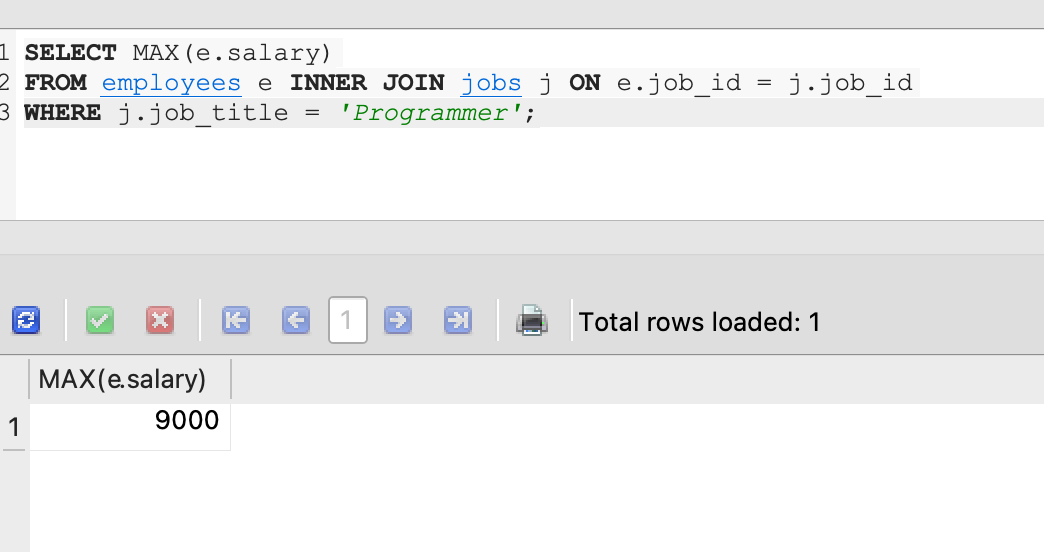 1 SELECT MAX(e.salary)
2 FROM employees e INNER JOIN jobs j ON e.job_id = j.job_id
3 WHERE j.job_title = 'Programmer';
1 Total rows loaded: 1
MAX(e.salary)
1 9000